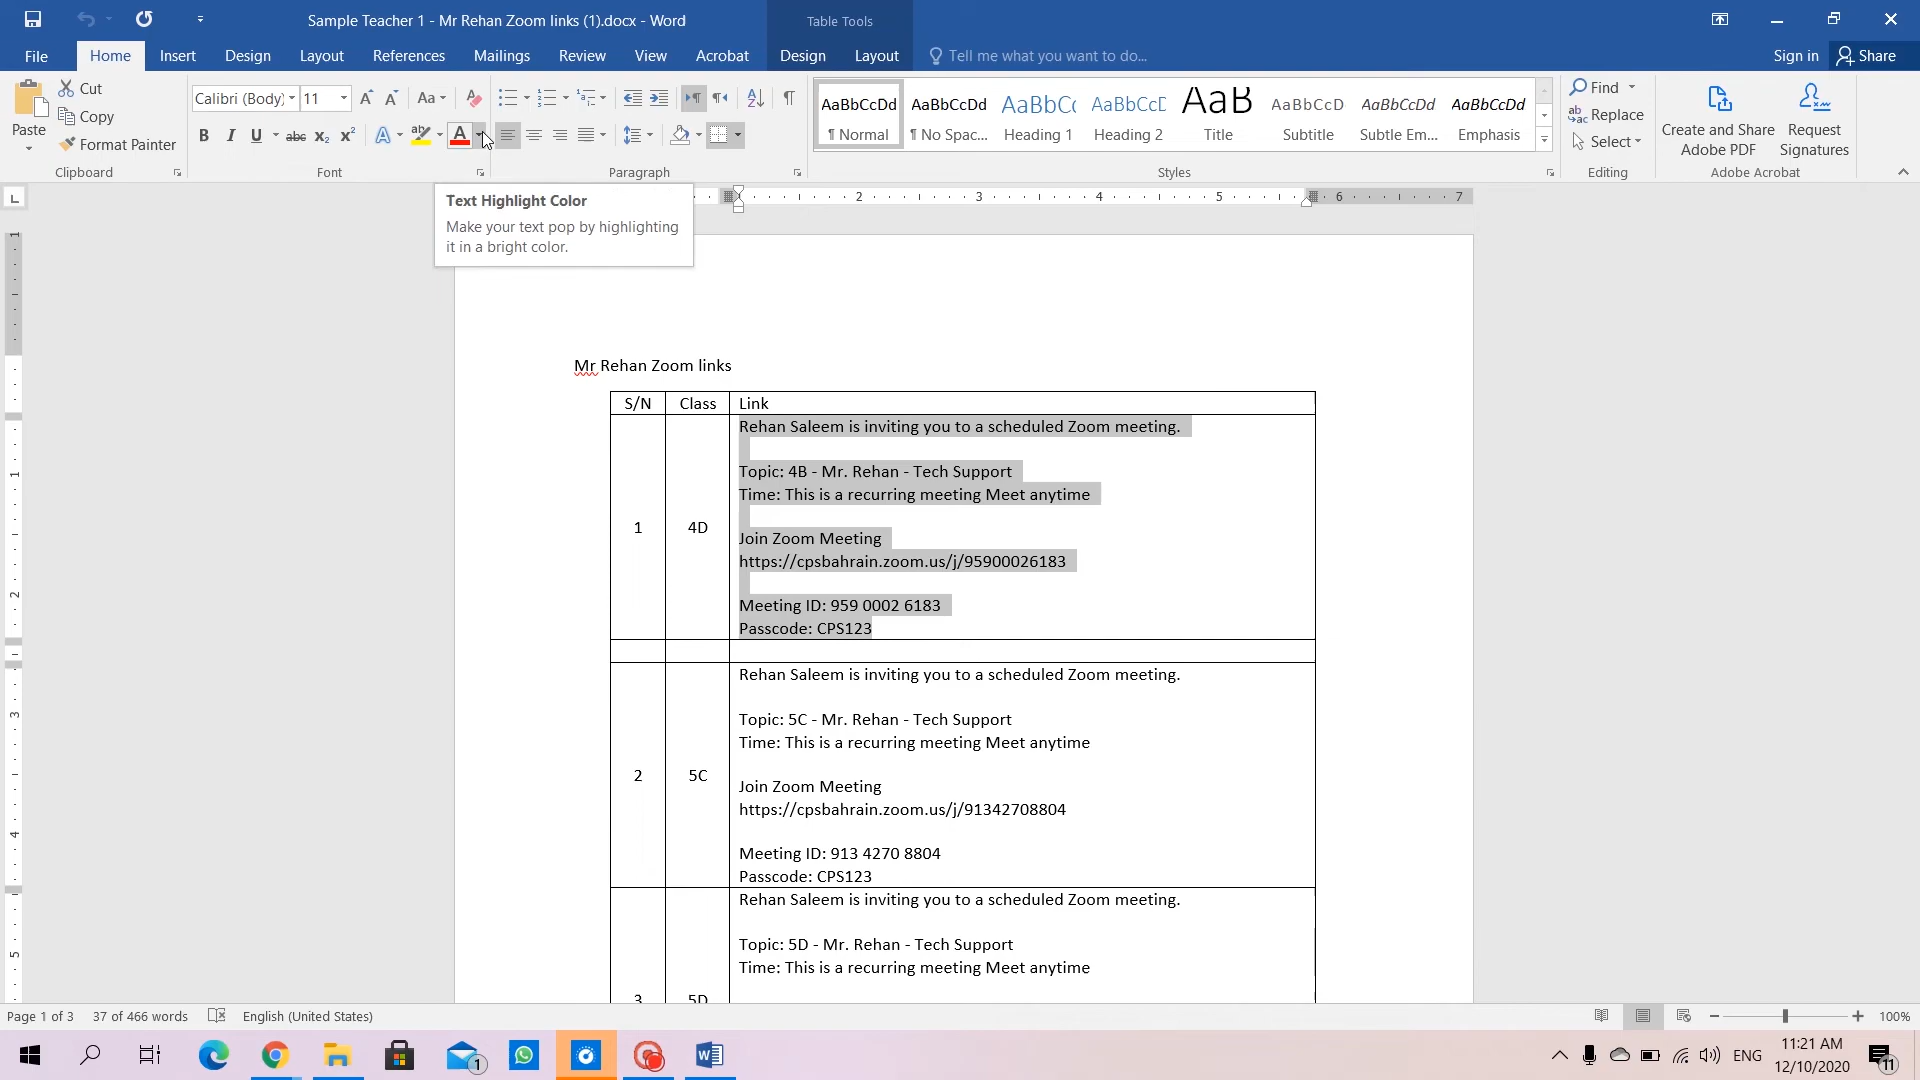 Sample Teacher 1 - Mr Rehan Zoom links (1).docx - Word
Table Tools
File
Home
Insert
Design
Layout
References
Mailings
Review
View
Acrobat
Design
Layout
Tell me what you want to do...
Sign in
Share
Paste
Cut
Copy
Format Painter
Clipboard
Calibri (Body)
11
Font
Paragraph
AaBbCcDd
¶ Normal
AaBbCcDd
¶ No Spac...
AaBbC
Heading 1
AaBbCcD
Heading 2
AaB
Title
AaBbCcD
Subtitle
AaBbCcDd
Subtle Em...
AaBbCcDd
Emphasis
Styles
Find
Replace
Select
Editing
Create and Share
Adobe PDF
Request
Signatures
Adobe Acrobat
Text Highlight Color
Make your text pop by highlighting
it in a bright color.
2 3 4 5 6 7
Mr Rehan Zoom links
S/N Class Link
1 4D
Rehan Saleem is inviting you to a scheduled Zoom meeting.
Topic: 4B - Mr. Rehan - Tech Support
Time: This is a recurring meeting Meet anytime
Join Zoom Meeting
https://cpsbahrain.zoom.us/j/95900026183
Meeting ID: 959 0002 6183
Passcode: CPS123
2 5C
Rehan Saleem is inviting you to a scheduled Zoom meeting.
Topic: 5C - Mr. Rehan - Tech Support
Time: This is a recurring meeting Meet anytime
Join Zoom Meeting
https://cpsbahrain.zoom.us/j/91342708804
Meeting ID: 913 4270 8804
Passcode: CPS123
3 5D
Rehan Saleem is inviting you to a scheduled Zoom meeting.
Topic: 5D - Mr. Rehan - Tech Support
Time: This is a recurring meeting Meet anytime
Page 1 of 3
37 of 466 words
English (United States)
100%
ENG
11:21 AM
12/10/2020
11